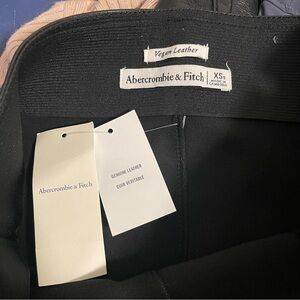 Vegan Leather
Abercrombie & Fitch
XS
Abercrombie & Fitch
GENUINE LEATHER
CUIR VERITABLE